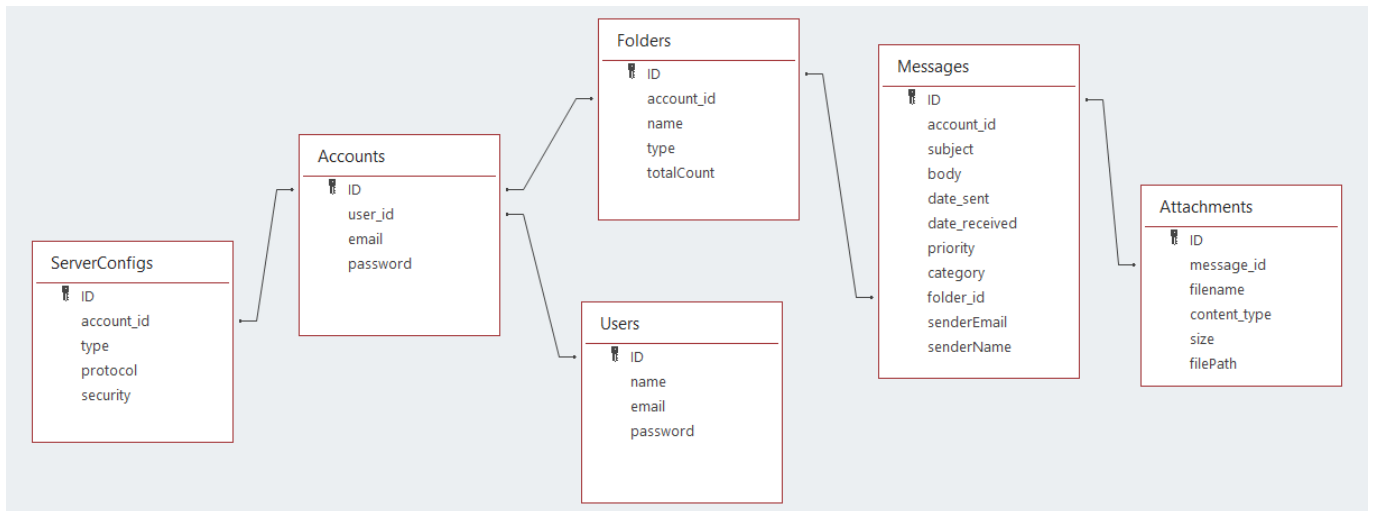 ServerConfigs
ID
account_id
type
protocol
security
Accounts
ID
user_id
email
password
Folders
ID
account_id
name
type
totalCount
Users
ID
name
email
password
Messages
ID
account_id
subject
body
date_sent
date_received
priority
category
folder_id
senderEmail
senderName
Attachments
ID
message_id
filename
content_type
size
filePath